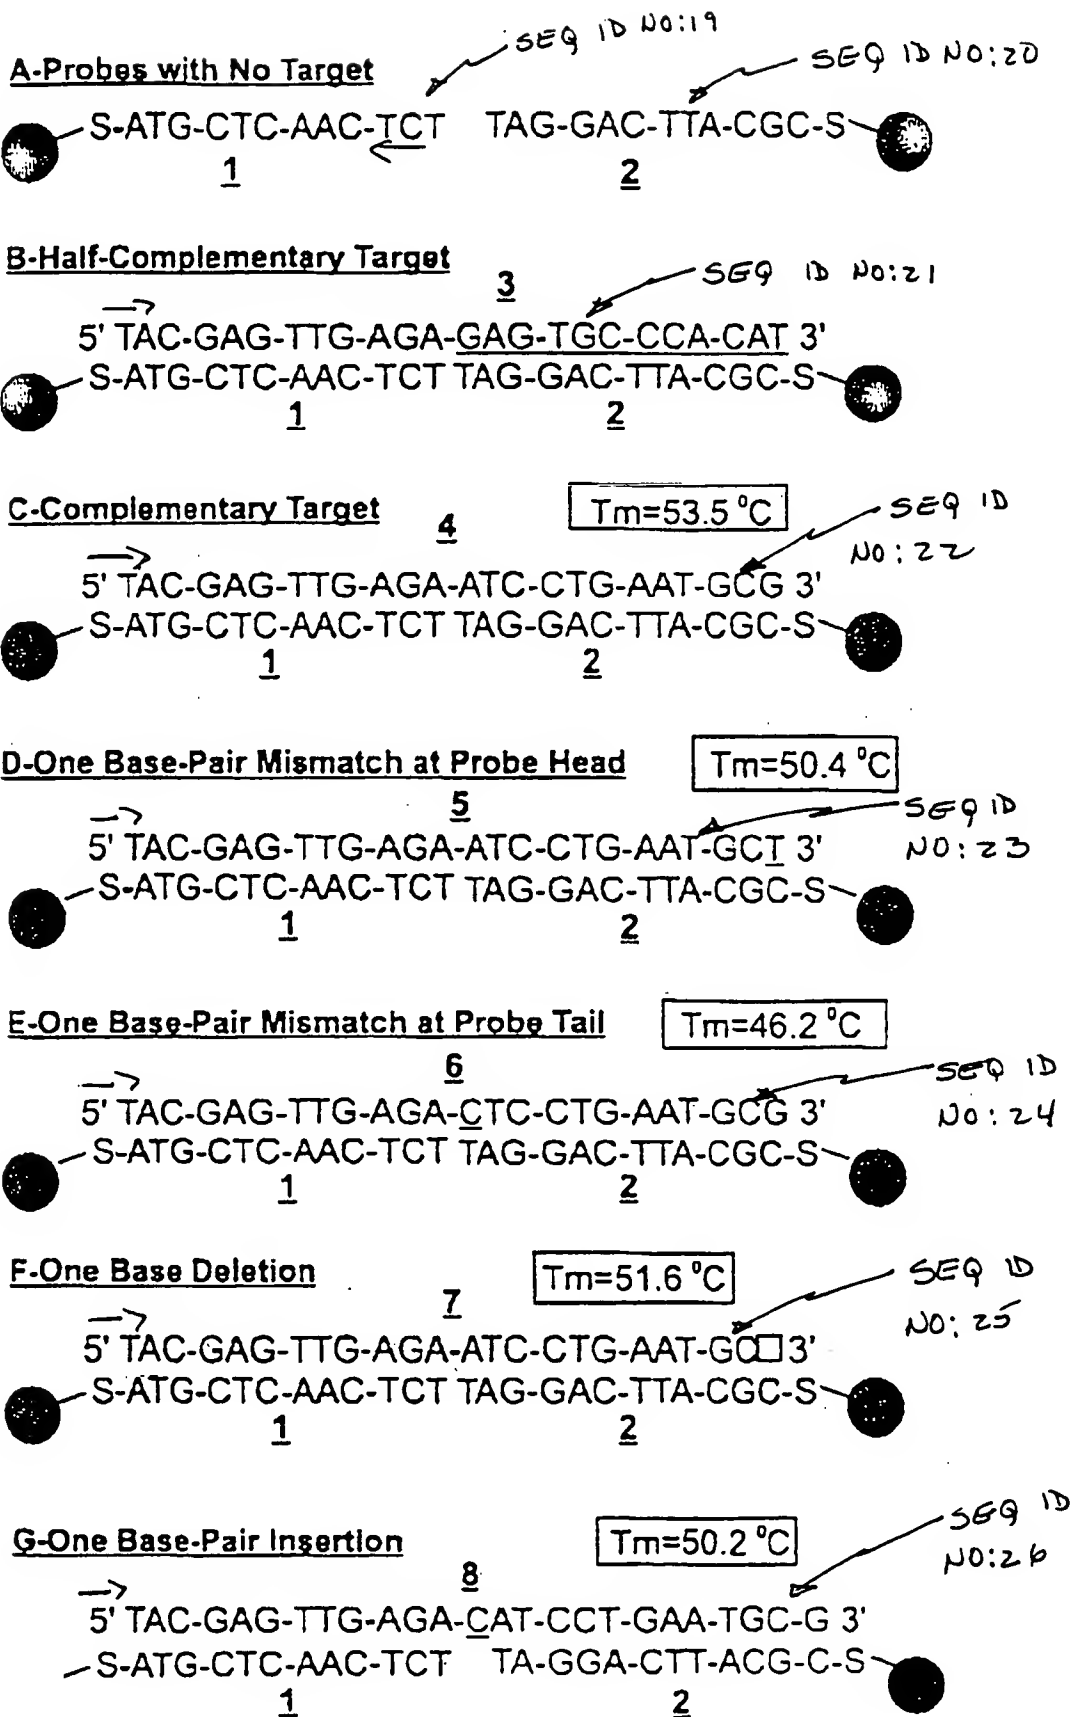 SEQ ID NO:19
SEQ ID NO:20
A-Probes with No Target
S-ATG-CTC-AAC-TCT TAG-GAC-TTA-CGC-S
1 2
B-Half-Complementary Target
3
SEQ ID NO:21
5' TAC-GAG-TTG-AGA-GAG-TGC-CCA-CAT 3'
S-ATG-CTC-AAC-TCT TAG-GAC-TTA-CGC-S
1 2
C-Complementary Target
4
Tm=53.5 °C
SEQ ID
NO:22
5' TAC-GAG-TTG-AGA-ATC-CTG-AAT-GCG 3'
S-ATG-CTC-AAC-TCT TAG-GAC-TTA-CGC-S
1 2
D-One Base-Pair Mismatch at Probe Head
Tm=50.4 °C
5
SEQ ID
NO:23
5' TAC-GAG-TTG-AGA-ATC-CTG-AAT-GCT 3'
S-ATG-CTC-AAC-TCT TAG-GAC-TTA-CGC-S
1 2
E-One Base-Pair Mismatch at Probe Tail
Tm=46.2 °C
6
SEQ ID
NO:24
5' TAC-GAG-TTG-AGA-CTC-CTG-AAT-GCG 3'
S-ATG-CTC-AAC-TCT TAG-GAC-TTA-CGC-S
1 2
F-One Base Deletion
Tm=51.6 °C
7
SEQ ID
NO:25
5' TAC-GAG-TTG-AGA-ATC-CTG-AAT-GC□ 3'
S-ATG-CTC-AAC-TCT TAG-GAC-TTA-CGC-S
1 2
G-One Base-Pair Insertion
Tm=50.2 °C
8
SEQ ID
NO:26
5' TAC-GAG-TTG-AGA-CAT-CCT-GAA-TGC-G 3'
S-ATG-CTC-AAC-TCT TA-GGA-CTT-ACG-C-S
1 2